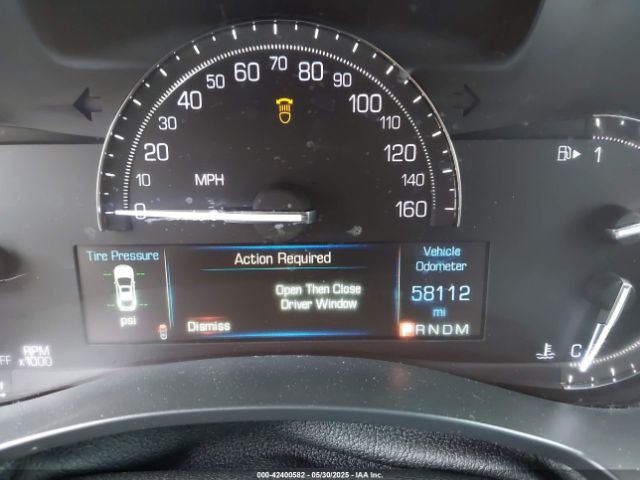 0 10 20 30 40 50 60 70 80 90 100 110 120 140 160
MPH
1
Tire Pressure
psi
Action Required
Open Then Close
Driver Window
Dismiss
Vehicle
Odometer
58112
mi
PRNDM
RPM
x1000
FF
C
000-42400582 - 05/30/2025 - IAA Inc.